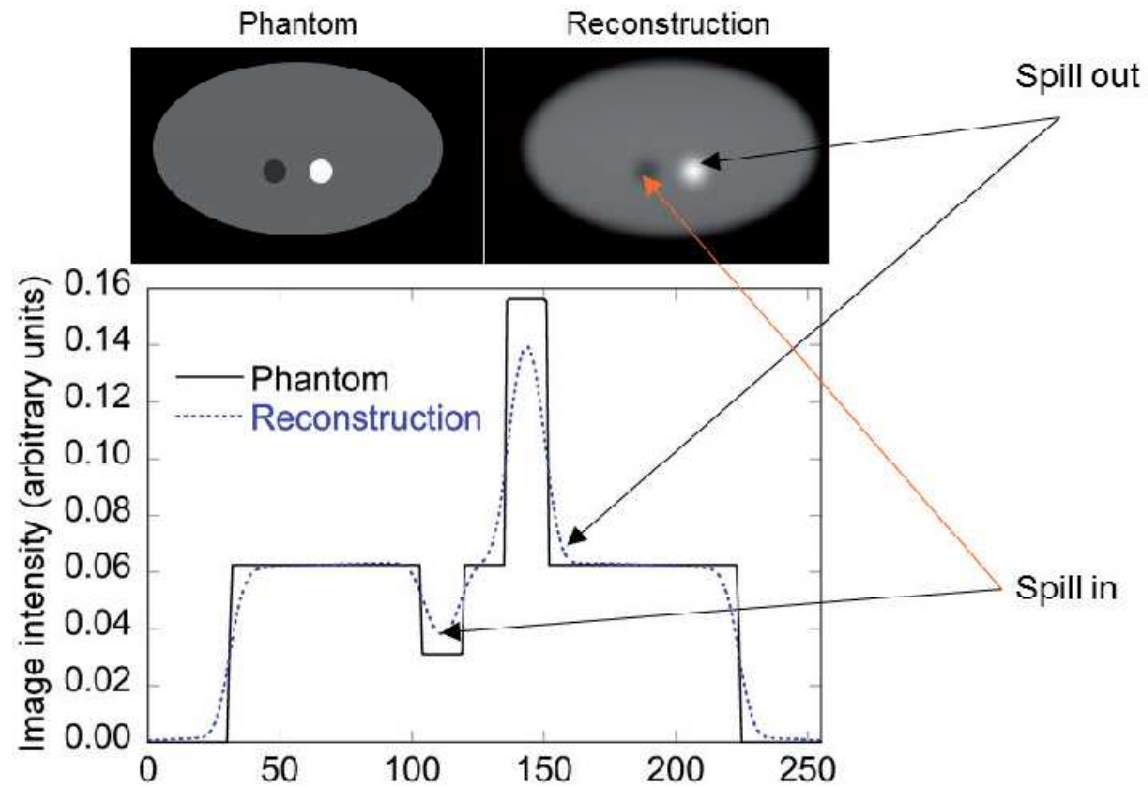 Phantom
Reconstruction
Spill out
Image intensity (arbitrary units)
0.16
0.14
0.12
0.10
0.08
0.06
0.04
0.02
0.00
Phantom
Reconstruction
Spill in
0 50 100 150 200 250